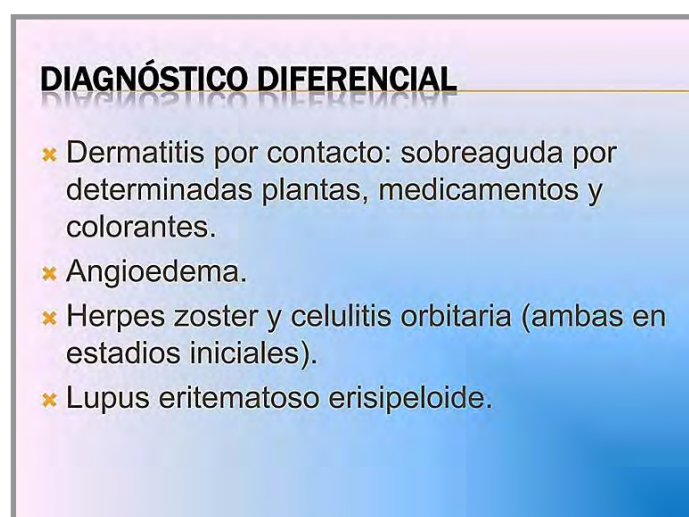 DIAGNÓSTICO DIFERENCIAL
Dermatitis por contacto: sobreaguda por
determinadas plantas, medicamentos y
colorantes.
Angioedema.
Herpes zoster y celulitis orbitaria (ambas en
estadios iniciales).
Lupus eritematoso erisipeloide.